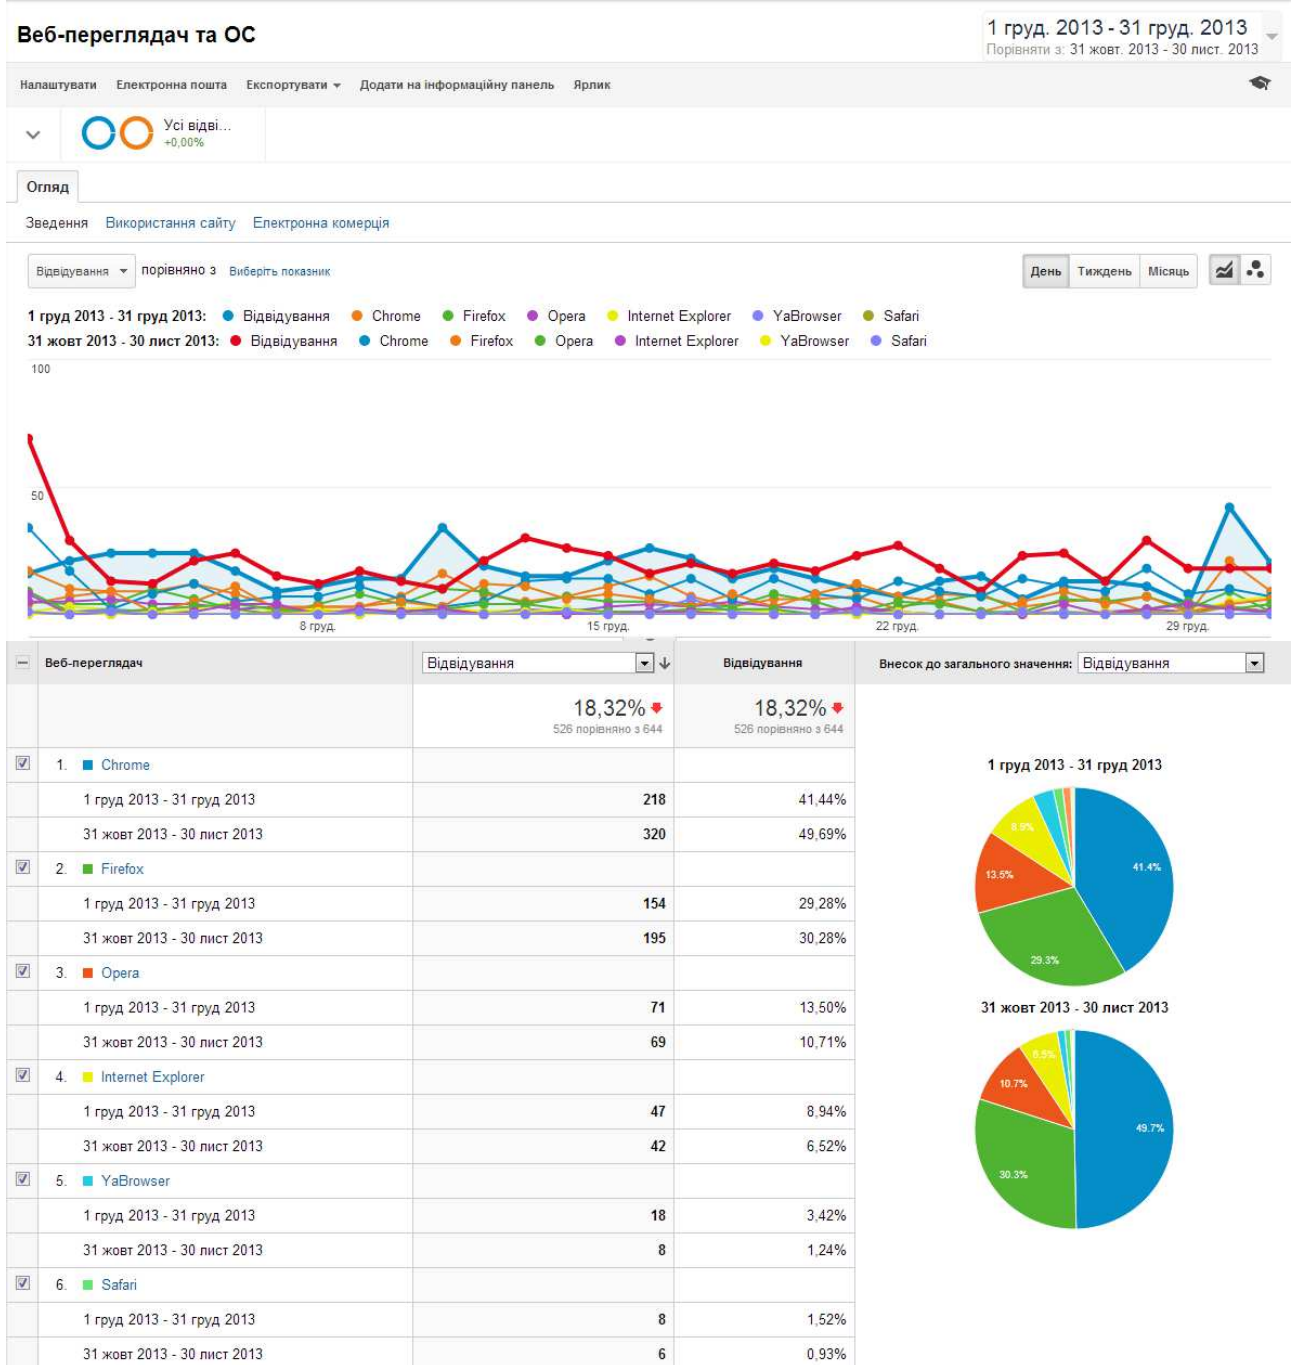 Веб-переглядач та ОС
1 груд. 2013 - 31 груд. 2013
Порівняти з: 31 жовт. 2013 - 30 лист. 2013
Налаштувати Електронна пошта Експортувати Додати на інформаційну панель Ярлик
Усі відві...
+0,00%
Огляд
Зведення Використання сайту Електронна комерція
Відвідування порівняно з Виберіть показник День Тиждень Місяць
1 груд 2013 - 31 груд 2013: Відвідування Chrome Firefox Opera Internet Explorer YaBrowser Safari
31 жовт 2013 - 30 лист 2013: Відвідування Chrome Firefox Opera Internet Explorer YaBrowser Safari
100
50
8 груд. 15 груд. 22 груд. 29 груд.
Веб-переглядач Відвідування Відвідування Внесок до загального значення: Відвідування
18,32% 18,32%
526 порівняно з 644 526 порівняно з 644
1. Chrome
1 груд 2013 - 31 груд 2013 218 41,44%
31 жовт 2013 - 30 лист 2013 320 49,69%
2. Firefox
1 груд 2013 - 31 груд 2013 154 29,28%
31 жовт 2013 - 30 лист 2013 195 30,28%
3. Opera
1 груд 2013 - 31 груд 2013 71 13,50%
31 жовт 2013 - 30 лист 2013 69 10,71%
4. Internet Explorer
1 груд 2013 - 31 груд 2013 47 8,94%
31 жовт 2013 - 30 лист 2013 42 6,52%
5. YaBrowser
1 груд 2013 - 31 груд 2013 18 3,42%
31 жовт 2013 - 30 лист 2013 8 1,24%
6. Safari
1 груд 2013 - 31 груд 2013 8 1,52%
31 жовт 2013 - 30 лист 2013 6 0,93%
1 груд 2013 - 31 груд 2013
8.9%
41.4%
13.5%
29.3%
31 жовт 2013 - 30 лист 2013
6.5%
10.7%
49.7%
30.3%